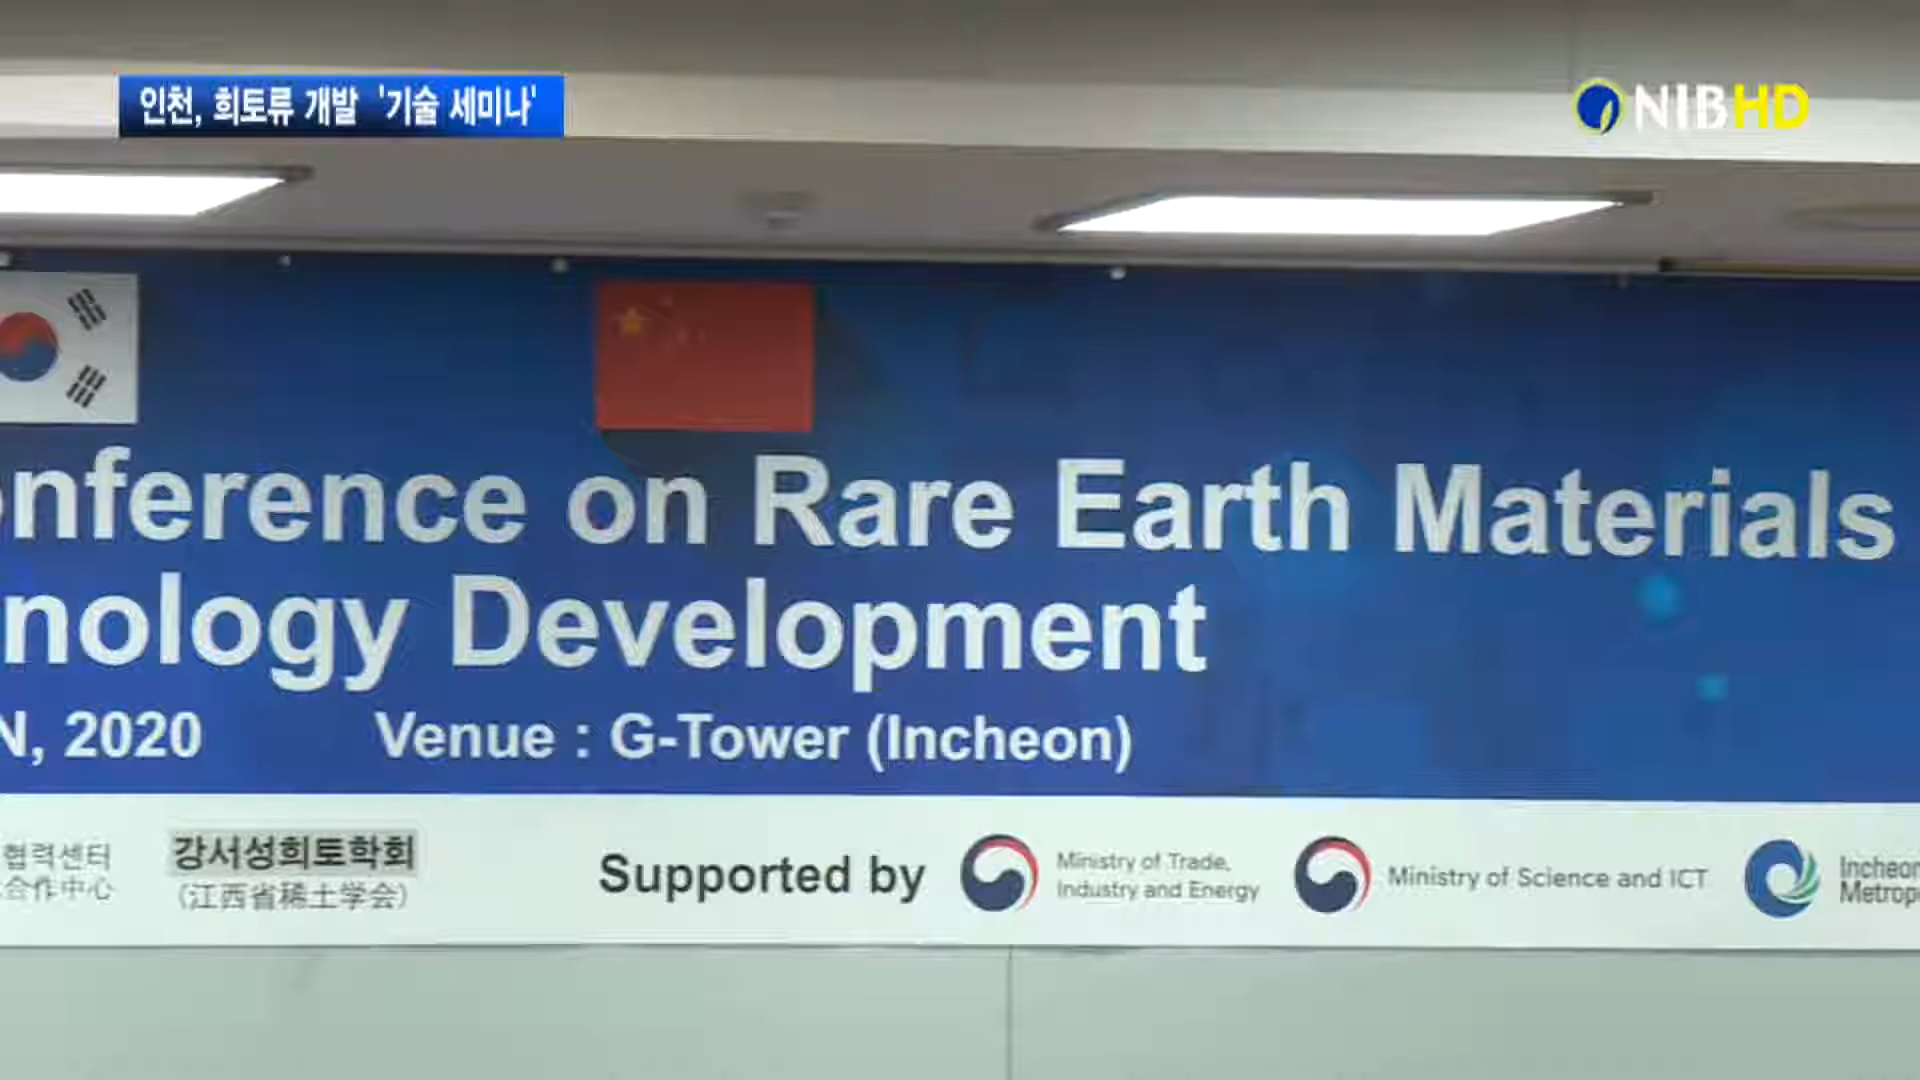 인천, 희토류 개발 '기술 세미나'
NIBHD
onference on Rare Earth Materials
nology Development
N, 2020 Venue : G-Tower (Incheon)
협력센터
合作中心
강서성희토학회
(江西省稀土学会)
Supported by
Ministry of Trade,
Industry and Energy
Ministry of Science and ICT
Incheon
Metropo